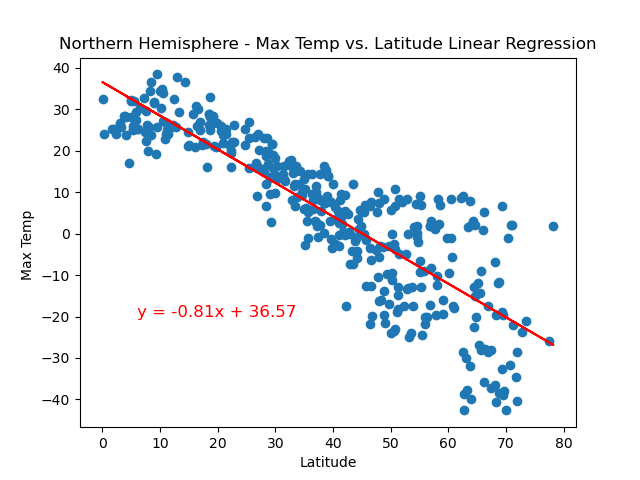 Northern Hemisphere - Max Temp vs. Latitude Linear Regression
40
30
20
10
0
−10
−20
−30
−40
Max Temp
y = -0.81x + 36.57
0 10 20 30 40 50 60 70 80
Latitude